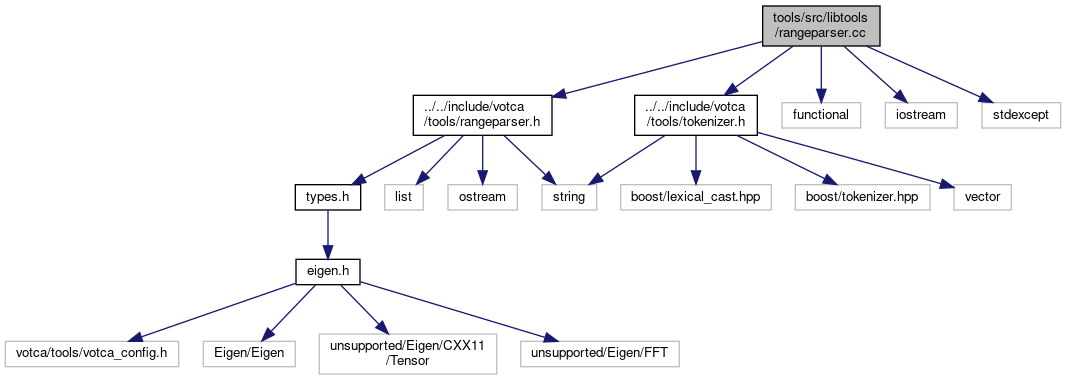 tools/src/libtools
/rangeparser.cc
../../include/votca
/tools/rangeparser.h
../../include/votca
/tools/tokenizer.h
functional
iostream
stdexcept
types.h
list
ostream
string
boost/lexical_cast.hpp
boost/tokenizer.hpp
vector
eigen.h
votca/tools/votca_config.h
Eigen/Eigen
unsupported/Eigen/CXX11
/Tensor
unsupported/Eigen/FFT